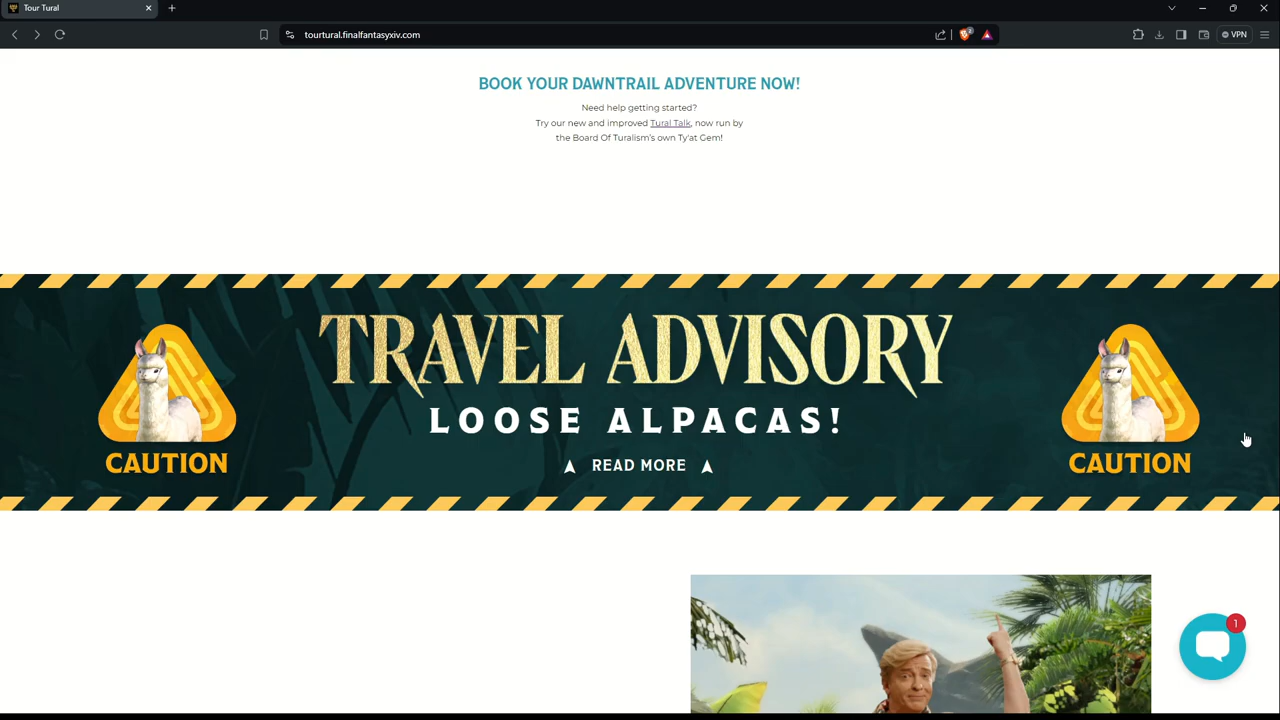 Tour Tural
tourtural.finalfantasyxiv.com
2
VPN
BOOK YOUR DAWNTRAIL ADVENTURE NOW!
Need help getting started?
Try our new and improved Tural Talk, now run by
the Board Of Turalism's own Ty'at Gem!
TRAVEL ADVISORY
LOOSE ALPACAS!
READ MORE
CAUTION
CAUTION
1